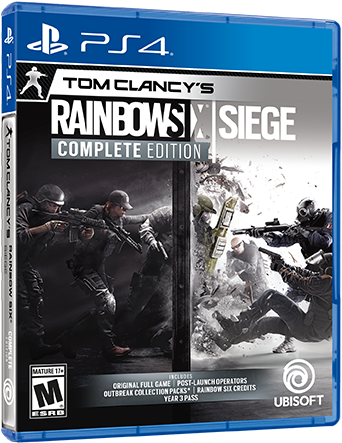 PS4
TOM CLANCY'S
RAINBOW SIX | SIEGE
COMPLETE EDITION
TOM CLANCY'S RAINBOW SIX SIEGE
COMPLETE
MATURE 17+
M
ESRB
INCLUDES
ORIGINAL FULL GAME | POST-LAUNCH OPERATORS
OUTBREAK COLLECTION PACKS* | RAINBOW SIX CREDITS
YEAR 3 PASS
UBISOFT